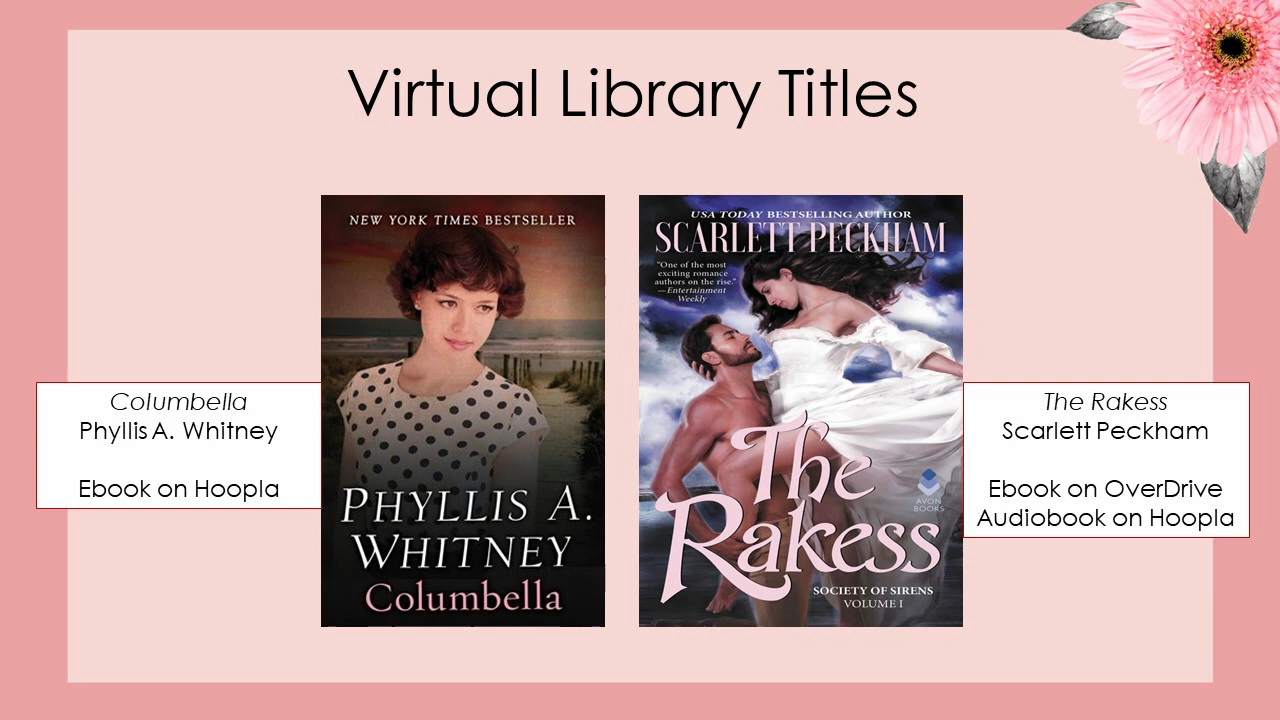 Virtual Library Titles
NEW YORK TIMES BESTSELLER
PHYLLIS A.
WHITNEY
Columbella
USA TODAY BESTSELLING AUTHOR
SCARLETT PECKHAM
"One of the most
exciting romance
authors on the rise."
—Entertainment
Weekly
The
Rakess
AVON
BOOKS
SOCIETY OF SIRENS
VOLUME I
Columbella
Phyllis A. Whitney
Ebook on Hoopla
The Rakess
Scarlett Peckham
Ebook on OverDrive
Audiobook on Hoopla